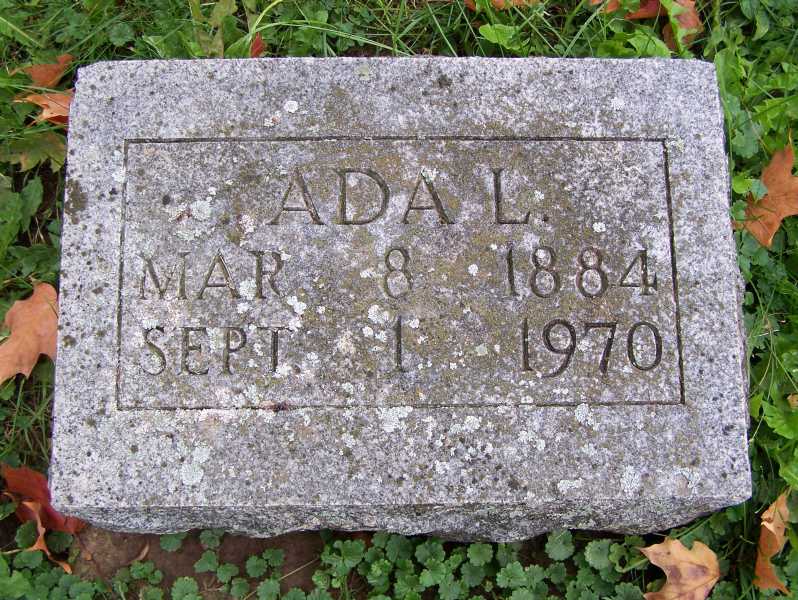 ADA L.
MAR 8 1884
SEPT. 1 1970